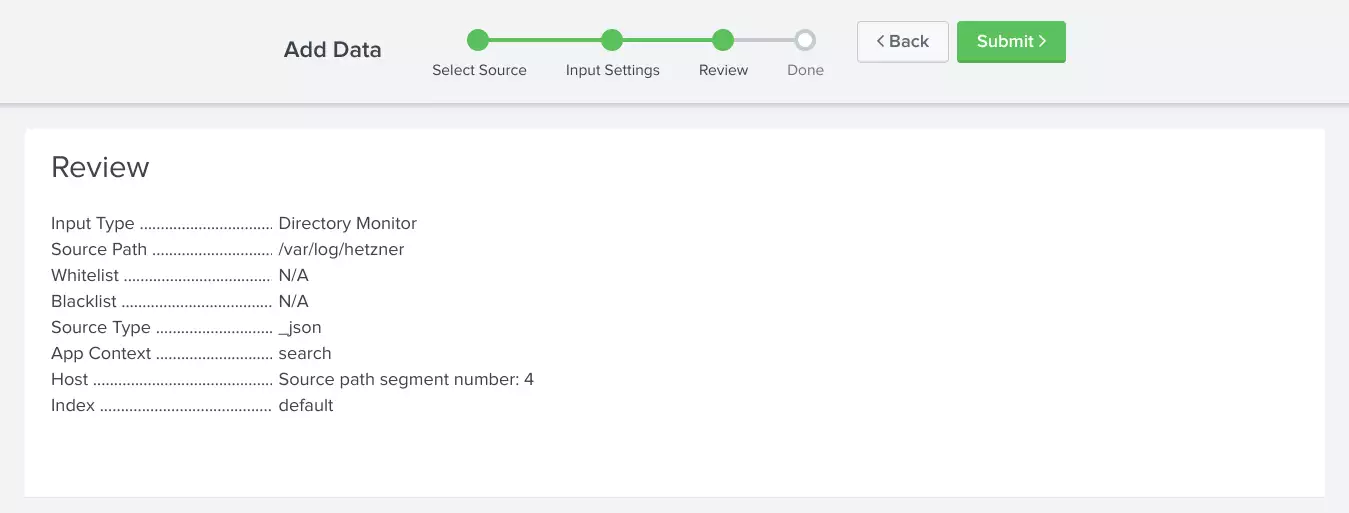 Add Data
Select Source
Input Settings
Review
Done
< Back
Submit >
Review
Input Type ................................ Directory Monitor
Source Path ............................. /var/log/hetzner
Whitelist .................................... N/A
Blacklist ..................................... N/A
Source Type ............................ _json
App Context ............................ search
Host ........................................... Source path segment number: 4
Index ......................................... default